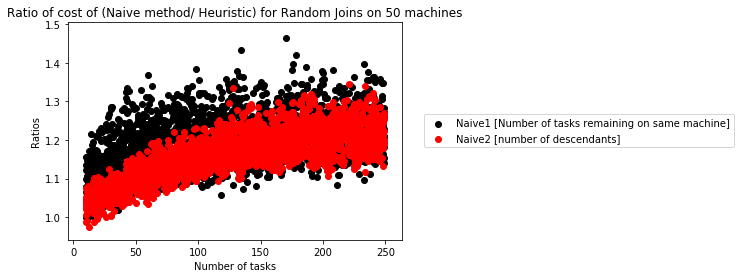 Ratio of cost of (Naive method/ Heuristic) for Random Joins on 50 machines
1.5
1.4
1.3
1.2
1.1
1.0
Ratios
0
50
100
150
200
250
Number of tasks
Naive1 [Number of tasks remaining on same machine]
Naive2 [number of descendants]